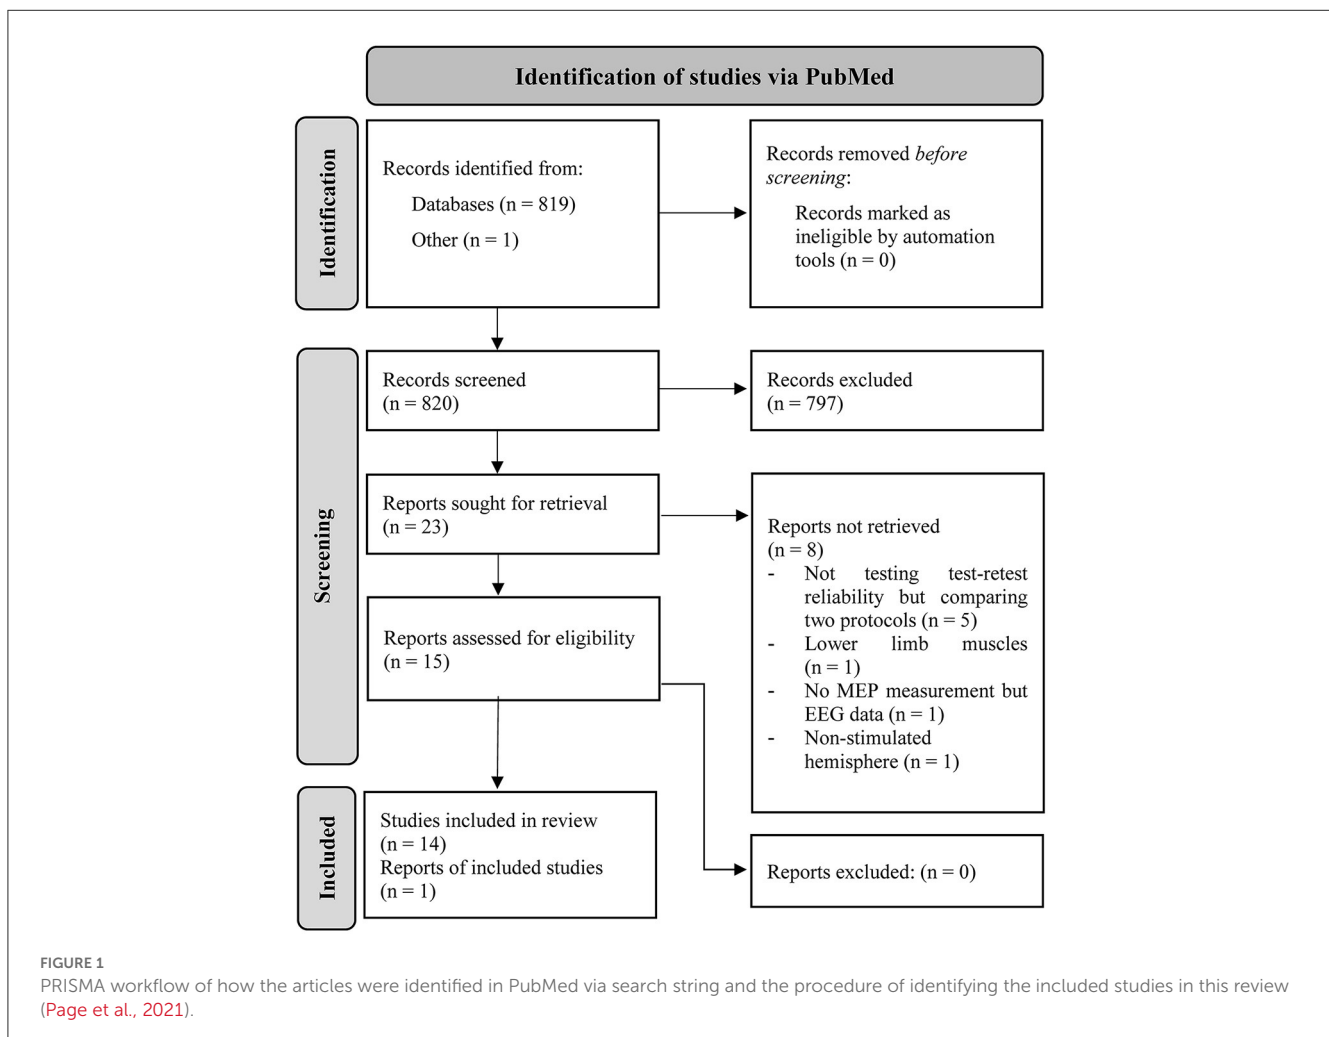 Identification of studies via PubMed
Identification
Records identified from:
Databases (n = 819)
Other (n = 1)
Records removed before
screening:
Records marked as
ineligible by automation
tools (n = 0)
Screening
Records screened
(n = 820)
Records excluded
(n = 797)
Reports sought for retrieval
(n = 23)
Reports not retrieved
(n = 8)
- Not testing test-retest
reliability but comparing
two protocols (n = 5)
- Lower limb muscles
(n = 1)
- No MEP measurement but
EEG data (n = 1)
- Non-stimulated
hemisphere (n = 1)
Reports assessed for eligibility
(n = 15)
Reports excluded: (n = 0)
Included
Studies included in review
(n = 14)
Reports of included studies
(n = 1)
FIGURE 1
PRISMA workflow of how the articles were identified in PubMed via search string and the procedure of identifying the included studies in this review
(Page et al., 2021).